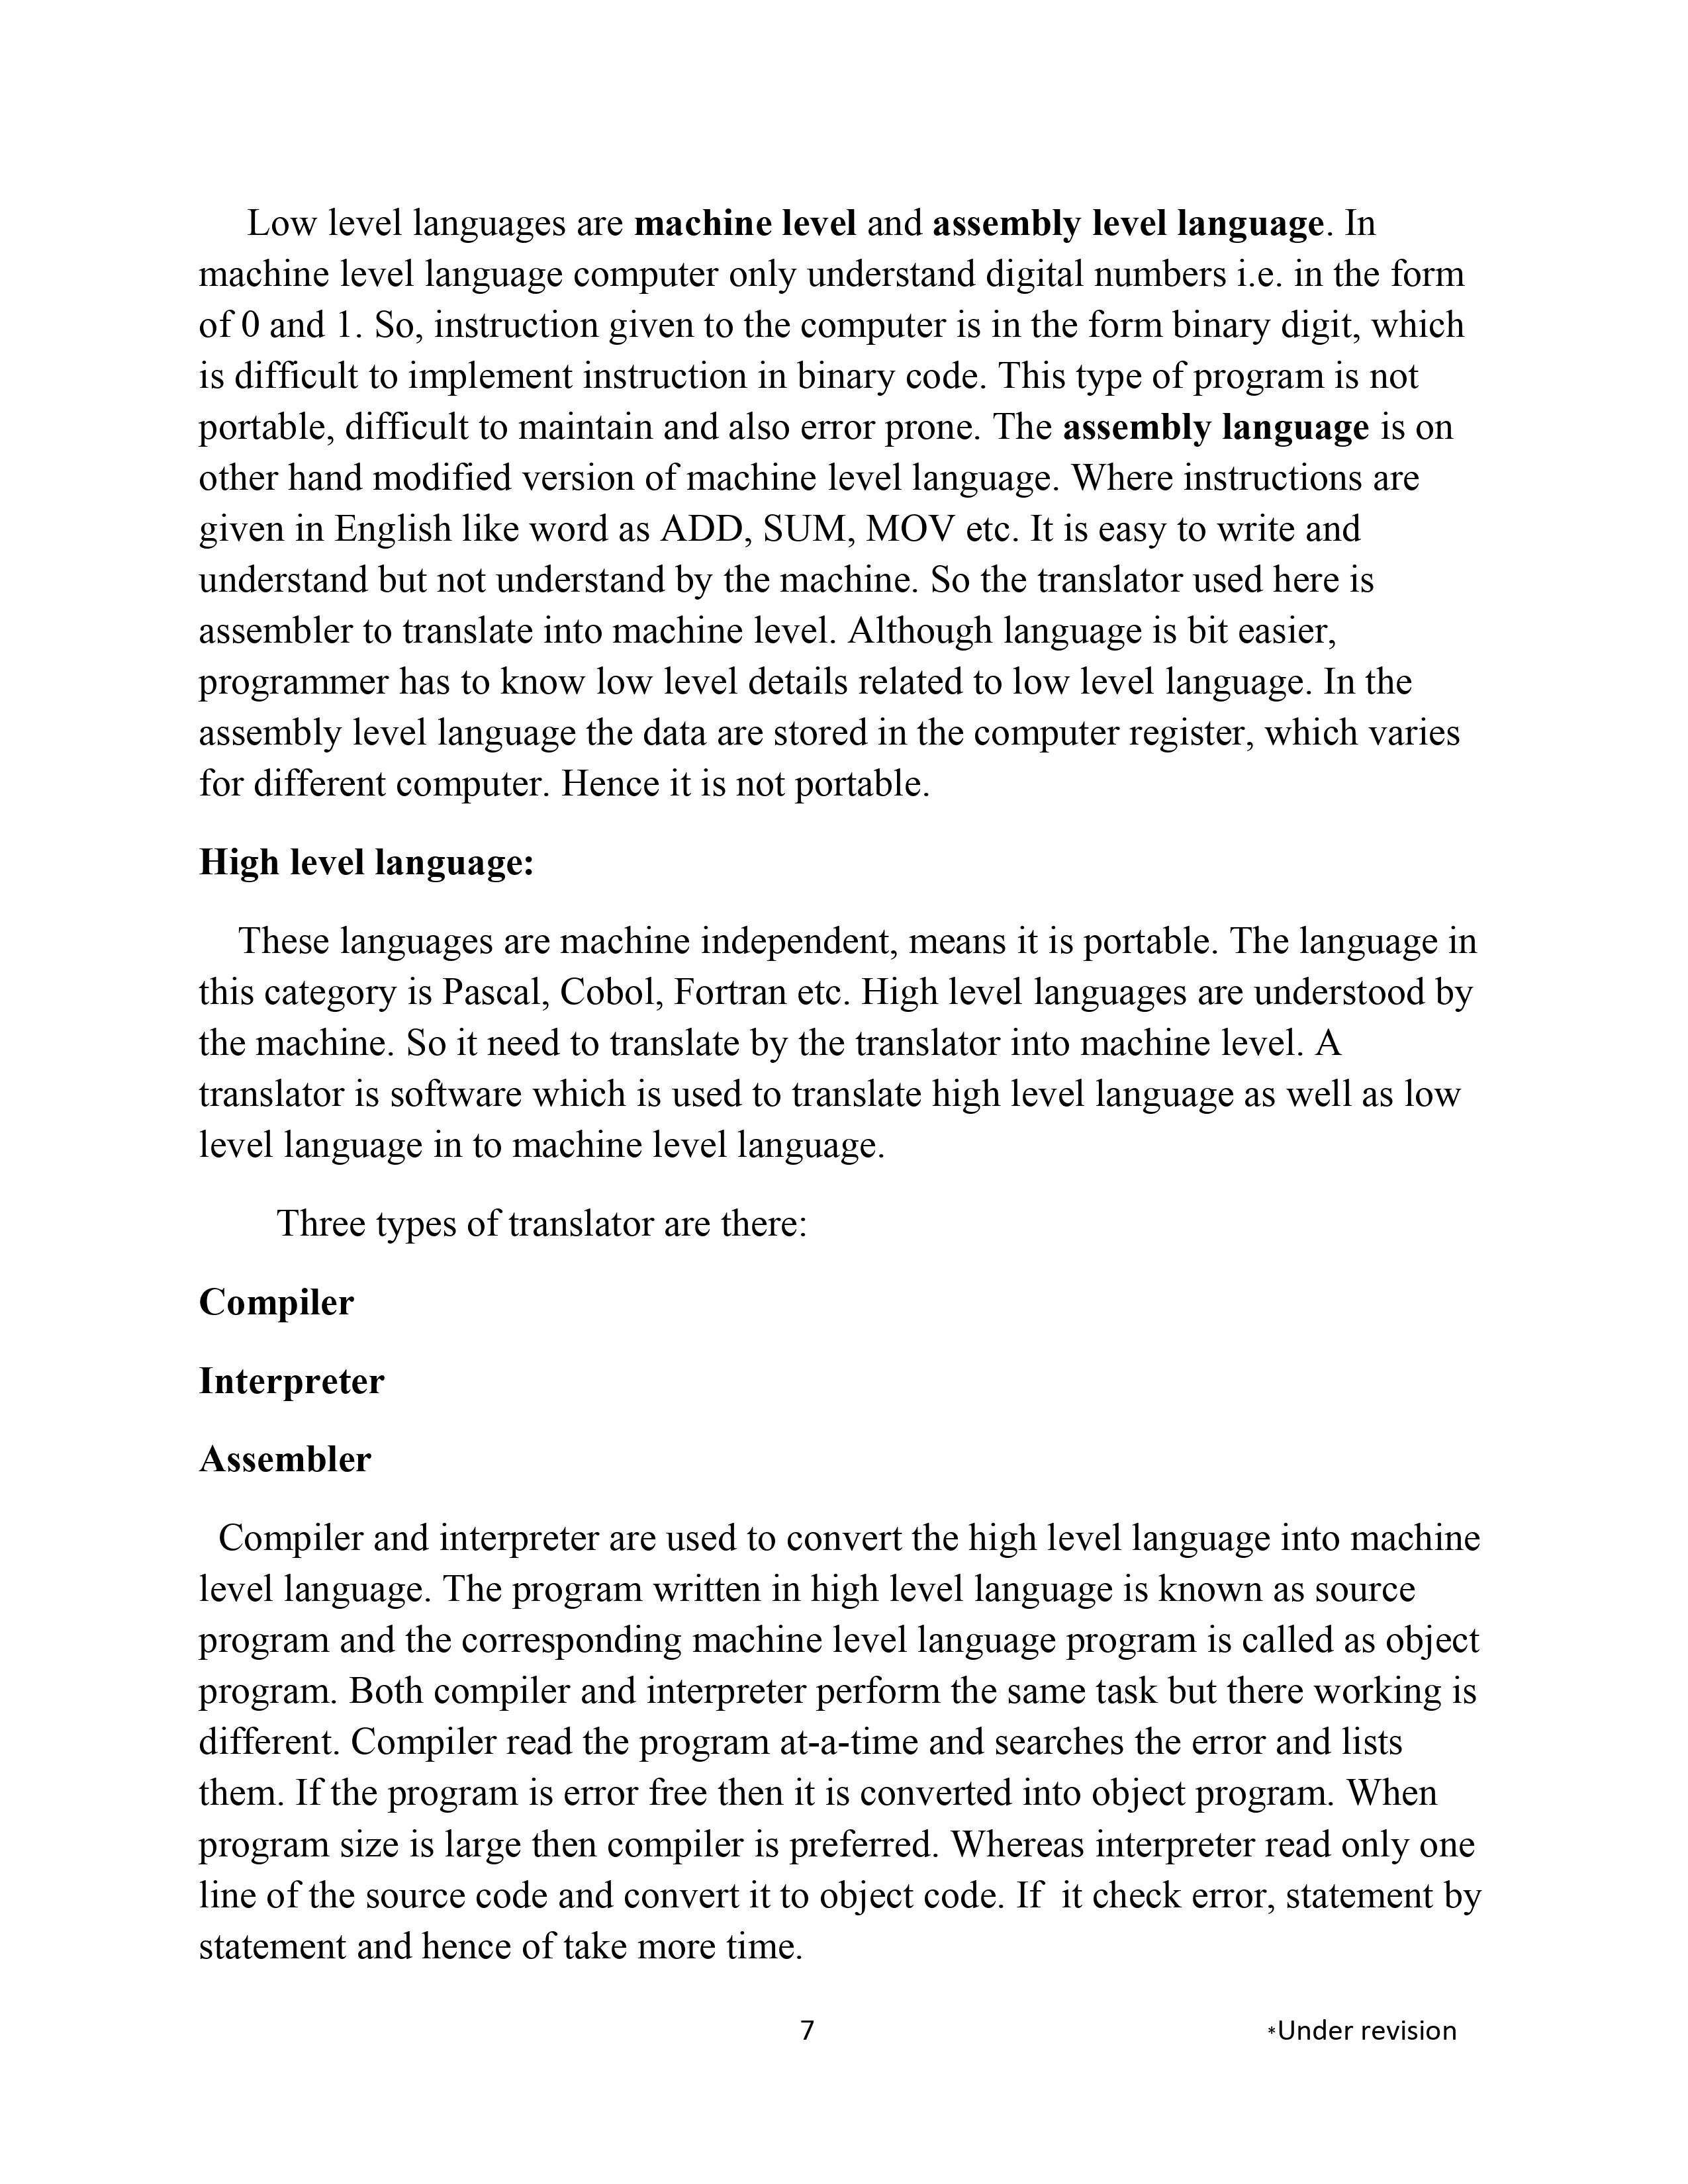 Low level languages are machine level and assembly level language. In
machine level language computer only understand digital numbers i.e. in the form
of 0 and 1. So, instruction given to the computer is in the form binary digit, which
is difficult to implement instruction in binary code. This type of program is not
portable, difficult to maintain and also error prone. The assembly language is on
other hand modified version of machine level language. Where instructions are
given in English like word as ADD, SUM, MOV etc. It is easy to write and
understand but not understand by the machine. So the translator used here is
assembler to translate into machine level. Although language is bit easier,
programmer has to know low level details related to low level language. In the
assembly level language the data are stored in the computer register, which varies
for different computer. Hence it is not portable.
High level language:
These languages are machine independent, means it is portable. The language in
this category is Pascal, Cobol, Fortran etc. High level languages are understood by
the machine. So it need to translate by the translator into machine level. A
translator is software which is used to translate high level language as well as low
level language in to machine level language.
Three types of translator are there:
Compiler
Interpreter
Assembler
Compiler and interpreter are used to convert the high level language into machine
level language. The program written in high level language is known as source
program and the corresponding machine level language program is called as object
program. Both compiler and interpreter perform the same task but there working is
different. Compiler read the program at-a-time and searches the error and lists
them. If the program is error free then it is converted into object program. When
program size is large then compiler is preferred. Whereas interpreter read only one
line of the source code and convert it to object code. If  it check error, statement by
statement and hence of take more time.
7 *Under revision